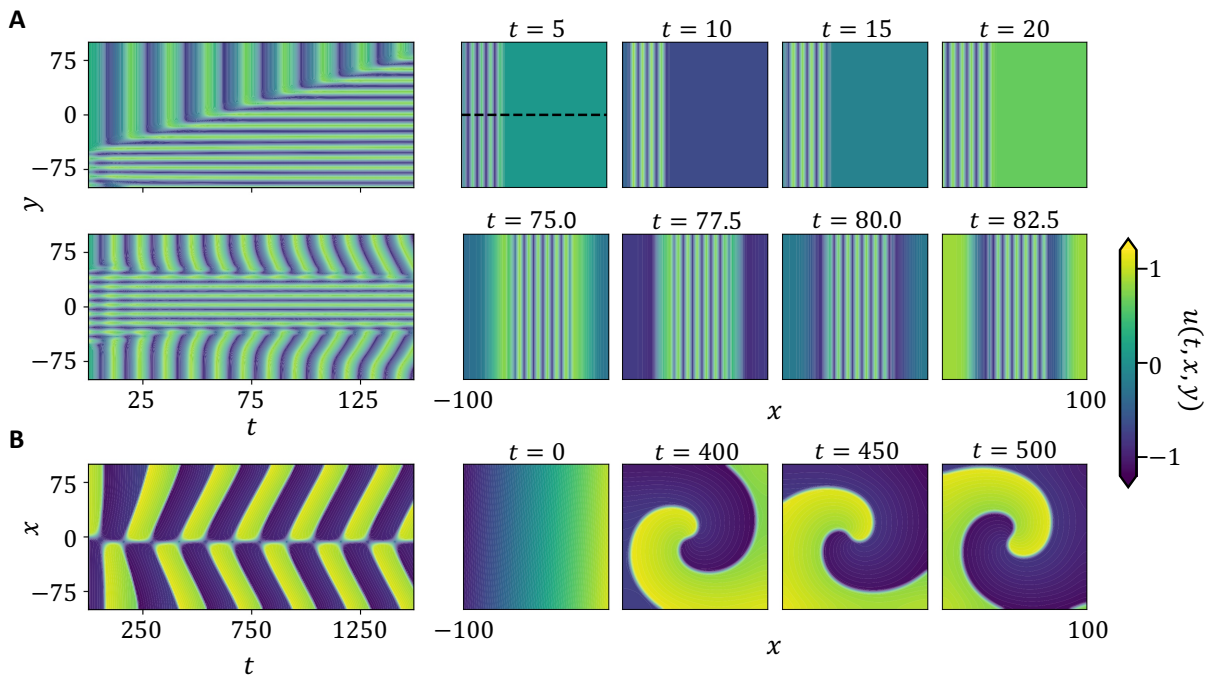 A
t = 5
t = 10
t = 15
t = 20
75
0
−75
y
t = 75.0
t = 77.5
t = 80.0
t = 82.5
75
0
−75
25
75
125
t
−100
x
100
1
0
−1
u(t, x, y)
B
t = 0
t = 400
t = 450
t = 500
75
0
−75
x
250
750
1250
t
−100
x
100